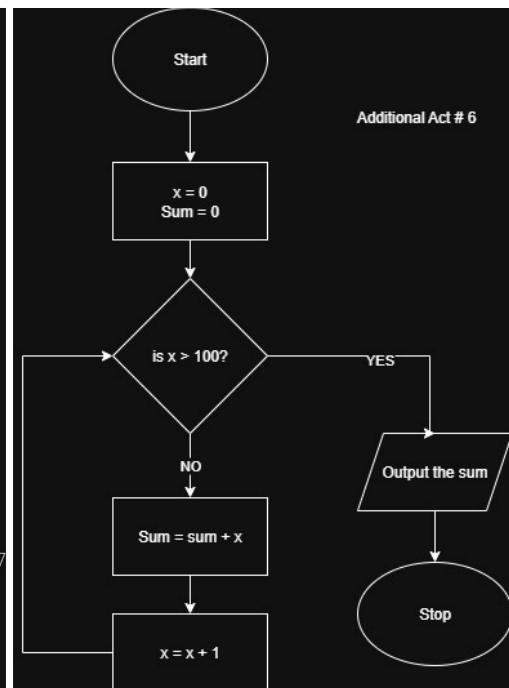 Start
Additional Act # 6
x = 0
Sum = 0
is x > 100?
YES
NO
Output the sum
Sum = sum + x
Stop
x = x + 1